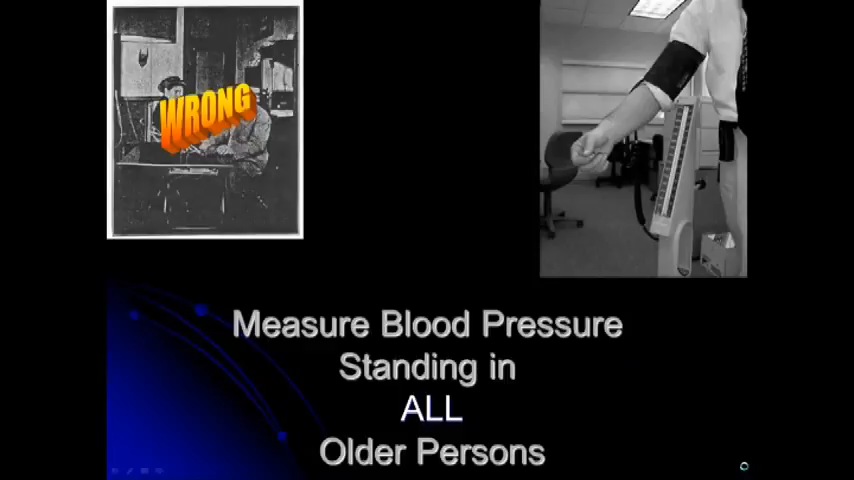 WRONG
Measure Blood Pressure
Standing in
ALL
Older Persons